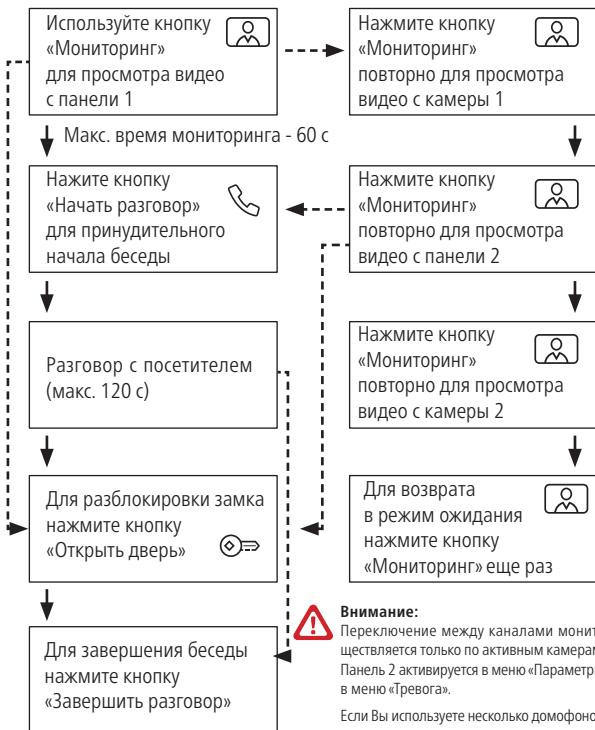 Используйте кнопку
«Мониторинг»
для просмотра видео
с панели 1
Макс. время мониторинга - 60 с
Нажите кнопку
«Начать разговор»
для принудительного
начала беседы
Разговор с посетителем
(макс. 120 с)
Для разблокировки замка
нажмите кнопку
«Открыть дверь»
Для завершения беседы
нажмите кнопку
«Завершить разговор»
Нажмите кнопку
«Мониторинг»
повторно для просмотра
видео с камеры 1
Нажмите кнопку
«Мониторинг»
повторно для просмотра
видео с панели 2
Нажмите кнопку
«Мониторинг»
повторно для просмотра
видео с камеры 2
Для возврата
в режим ожидания
нажмите кнопку
«Мониторинг» еще раз
Внимание:
Переключение между каналами монит
ществляется только по активным камерам
Панель 2 активируется в меню «Параметр
в меню «Тревога».
Если Вы используете несколько домофоно